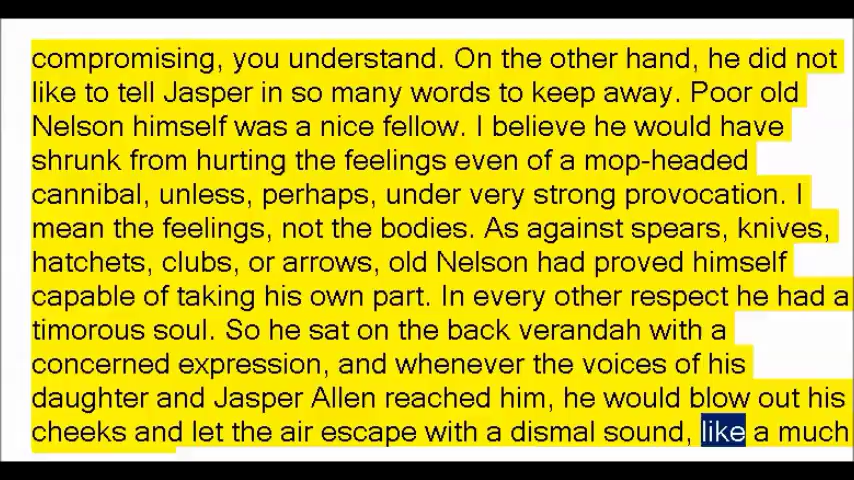 compromising, you understand. On the other hand, he did not
like to tell Jasper in so many words to keep away. Poor old
Nelson himself was a nice fellow. I believe he would have
shrunk from hurting the feelings even of a mop-headed
cannibal, unless, perhaps, under very strong provocation. I
mean the feelings, not the bodies. As against spears, knives,
hatchets, clubs, or arrows, old Nelson had proved himself
capable of taking his own part. In every other respect he had a
timorous soul. So he sat on the back verandah with a
concerned expression, and whenever the voices of his
daughter and Jasper Allen reached him, he would blow out his
cheeks and let the air escape with a dismal sound, like a much